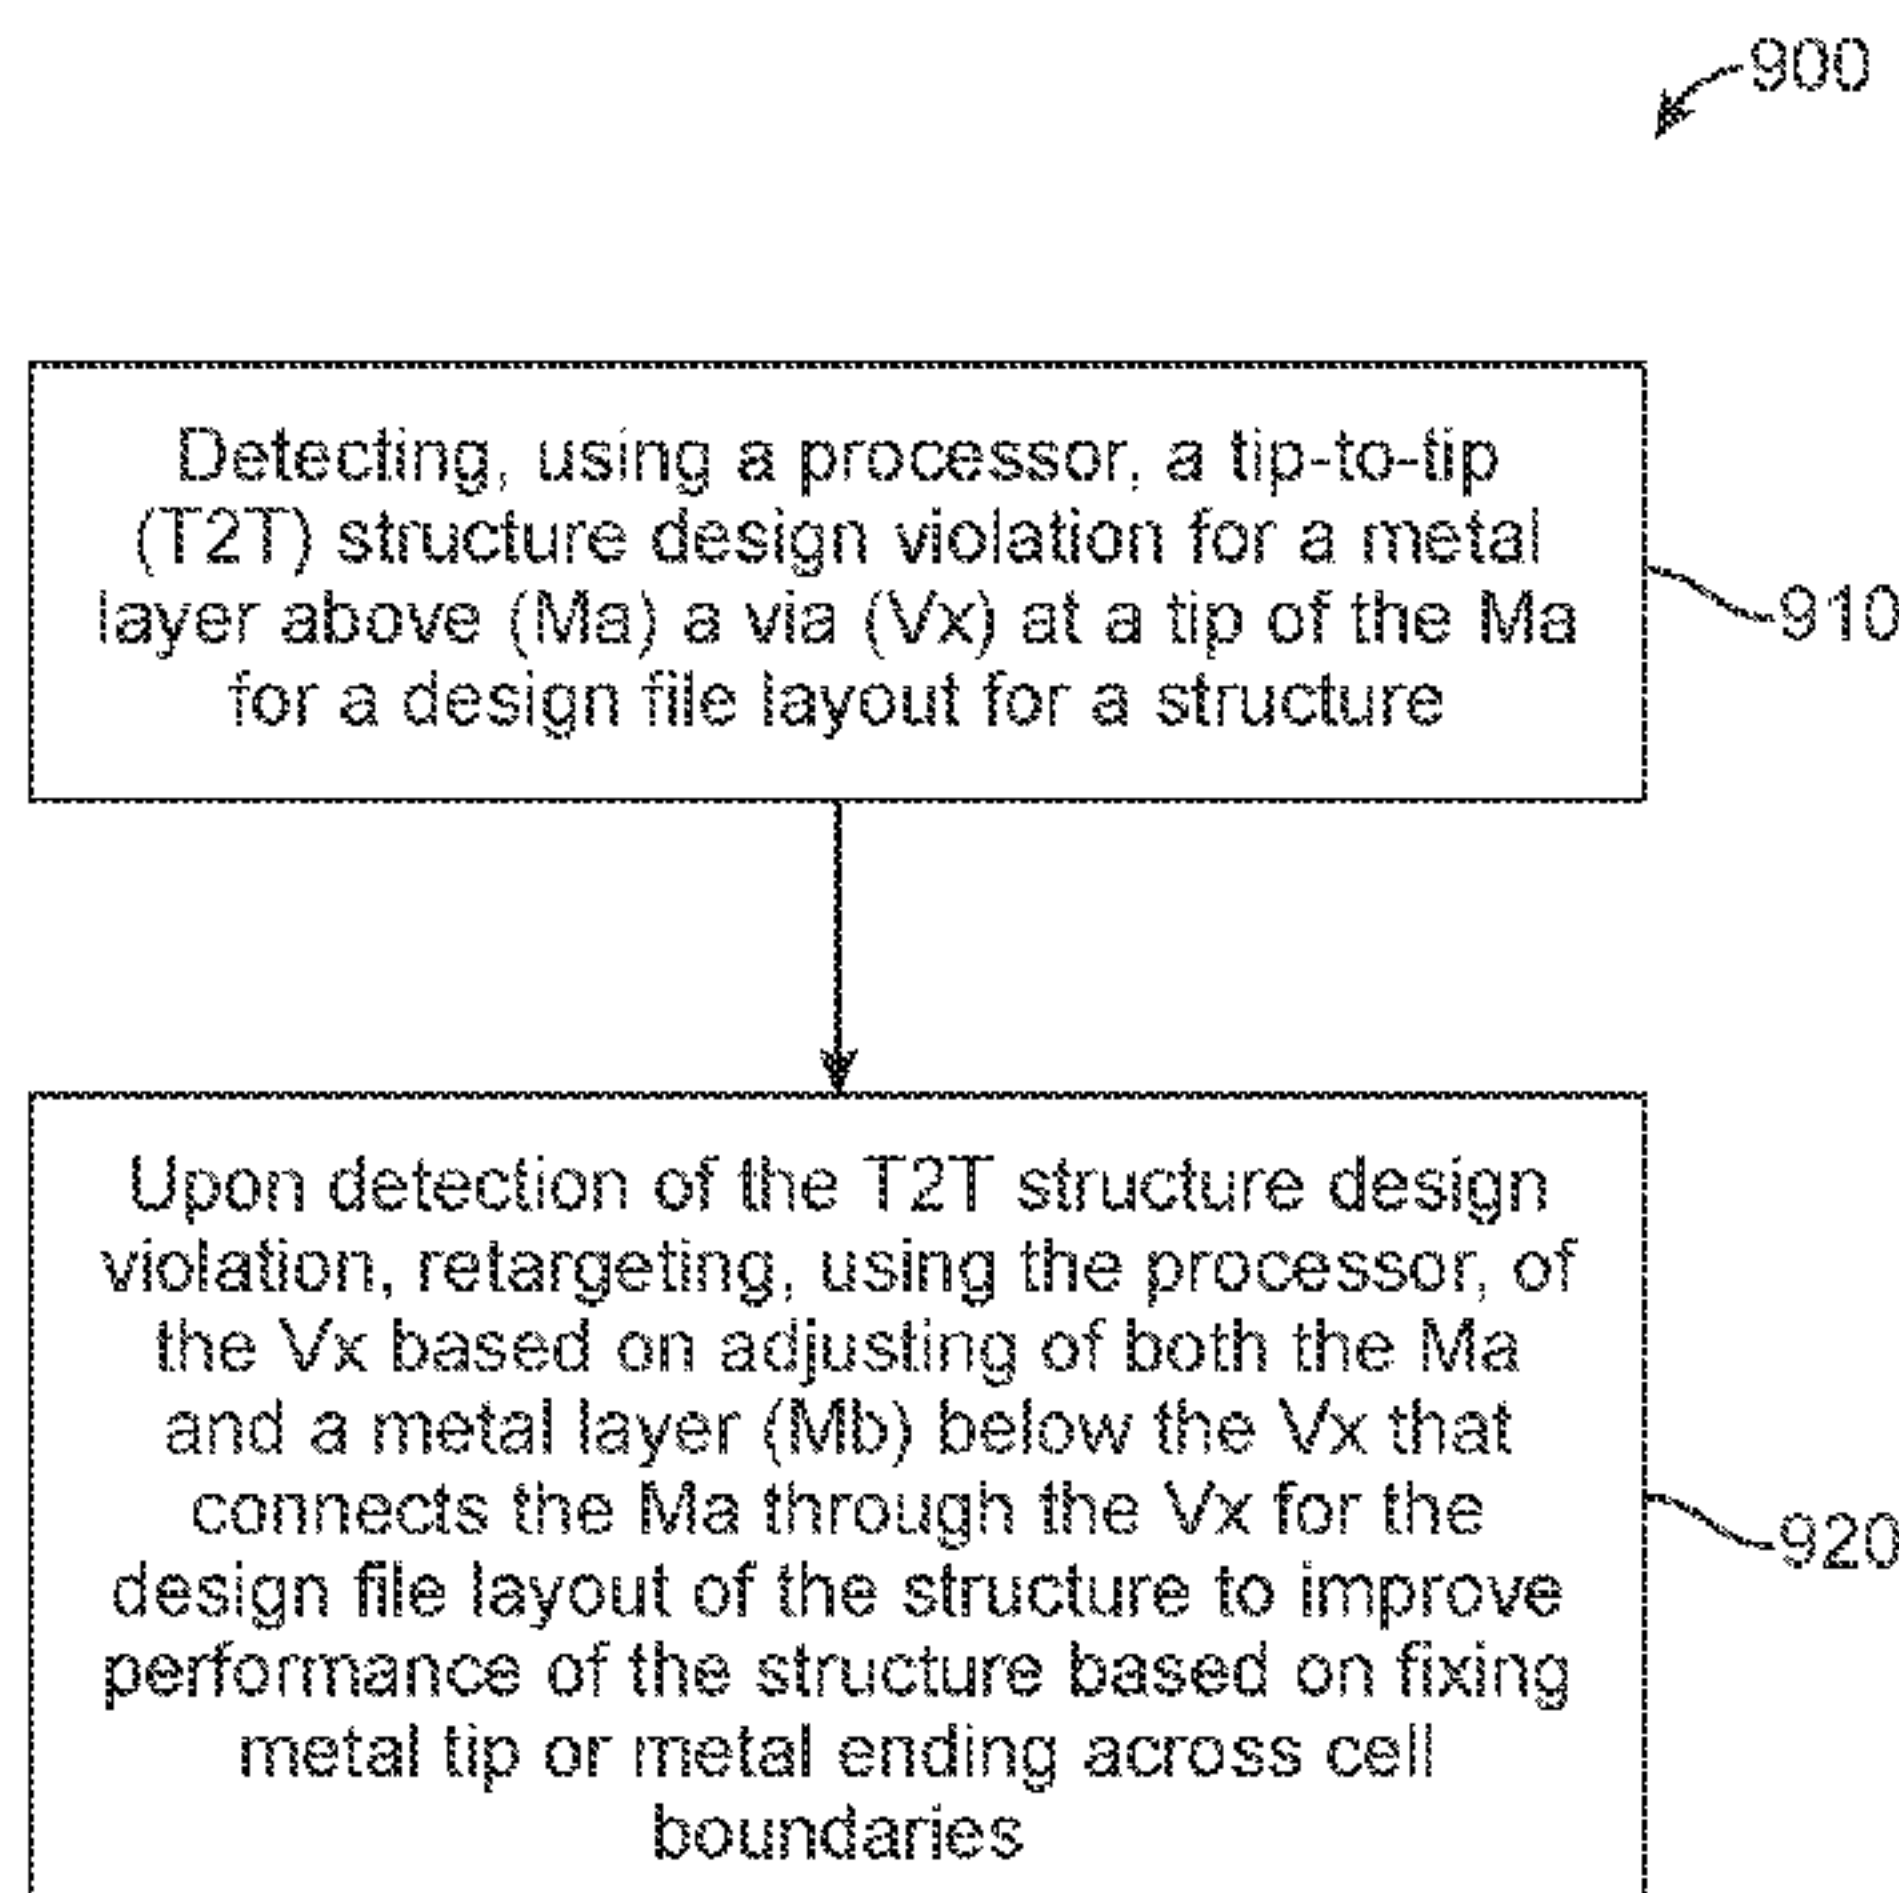 900
Detecting, using a processor, a tip-to-tip
(T2T) structure design violation for a metal
layer above (Ma) a via (Vx) at a tip of the Ma
for a design file layout for a structure
910
Upon detection of the T2T structure design
violation, retargeting, using the processor, of
the Vx based on adjusting of both the Ma
and a metal layer (Mb) below the Vx that
connects the Ma through the Vx for the
design file layout of the structure to improve
performance of the structure based on fixing
metal tip or metal ending across cell
boundaries
920